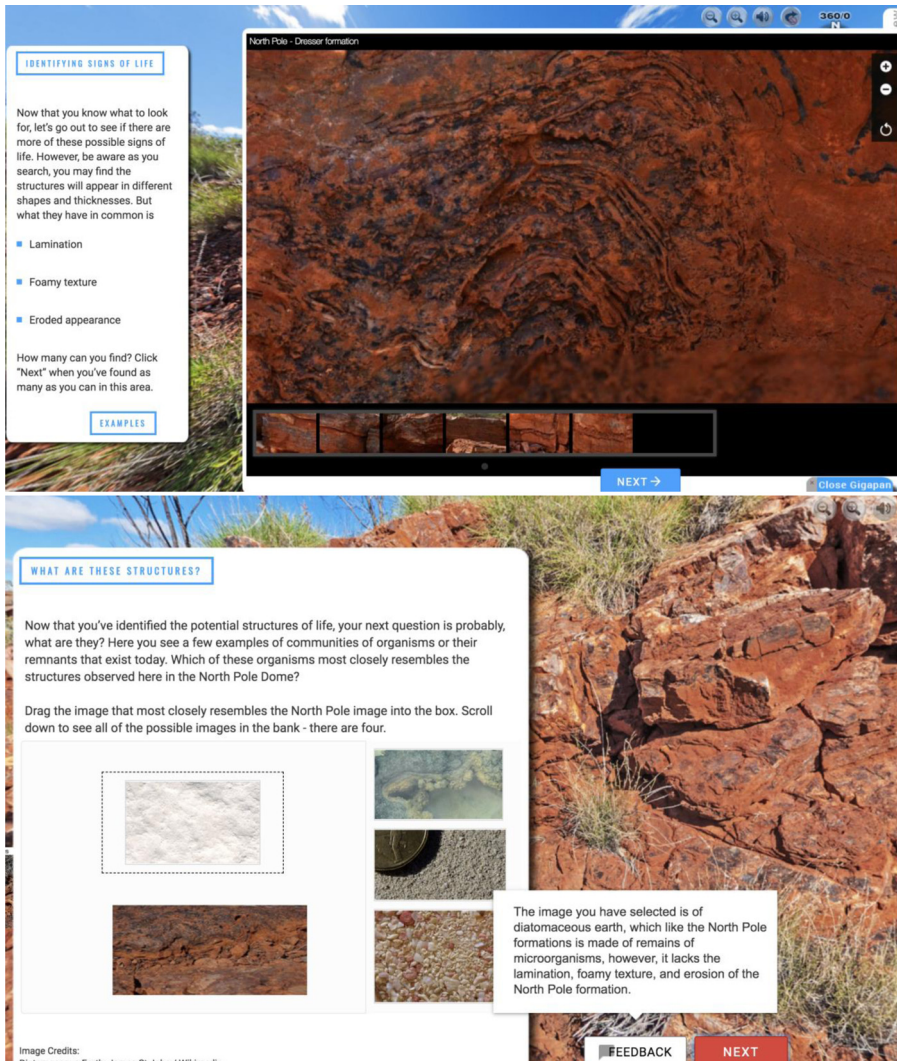 360/0
N
North Pole - Dresser formation
IDENTIFYING SIGNS OF LIFE
Now that you know what to look
for, let's go out to see if there are
more of these possible signs of
life. However, be aware as you
search, you may find the
structures will appear in different
shapes and thicknesses. But
what they have in common is
Lamination
Foamy texture
Eroded appearance
How many can you find? Click
"Next" when you've found as
many as you can in this area.
EXAMPLES
NEXT →
Close Gigapan
WHAT ARE THESE STRUCTURES?
Now that you've identified the potential structures of life, your next question is probably,
what are they? Here you see a few examples of communities of organisms or their
remnants that exist today. Which of these organisms most closely resembles the
structures observed here in the North Pole Dome?
Drag the image that most closely resembles the North Pole image into the box. Scroll
down to see all of the possible images in the bank - there are four.
The image you have selected is of
diatomaceous earth, which like the North Pole
formations is made of remains of
microorganisms, however, it lacks the
lamination, foamy texture, and erosion of the
North Pole formation.
Image Credits:
FEEDBACK
NEXT